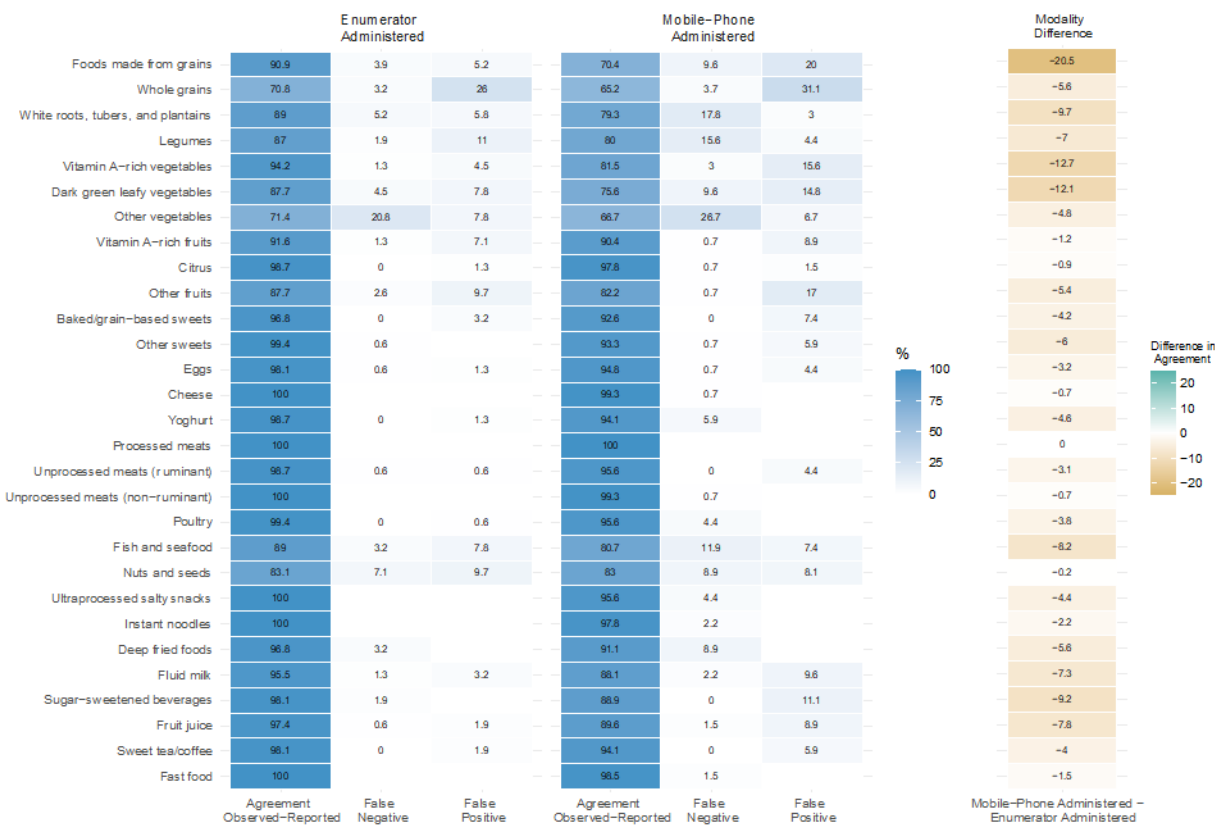 Enumerator
Administered
Mobile-Phone
Administered
Modality
Difference
Foods made from grains 90.9 3.9 5.2 70.4 9.6 20 −20.5
Whole grains 70.8 3.2 26 65.2 3.7 31.1 −5.6
White roots, tubers, and plantains 89 5.2 5.8 79.3 17.8 3 −9.7
Legumes 87 1.9 11 80 15.6 4.4 −7
Vitamin A−rich vegetables 94.2 1.3 4.5 81.5 3 15.6 −12.7
Dark green leafy vegetables 87.7 4.5 7.8 75.6 9.6 14.8 −12.1
Other vegetables 71.4 20.8 7.8 66.7 26.7 6.7 −4.8
Vitamin A−rich fruits 91.6 1.3 7.1 90.4 0.7 8.9 −1.2
Citrus 98.7 0 1.3 97.8 0.7 1.5 −0.9
Other fruits 87.7 2.6 9.7 82.2 0.7 17 −5.4
Baked/grain−based sweets 96.8 0 3.2 92.6 0 7.4 −4.2
Other sweets 99.4 0.6 93.3 0.7 5.9 −6
Eggs 98.1 0.6 1.3 94.8 0.7 4.4 −3.2
Cheese 100 99.3 0.7 −0.7
Yoghurt 98.7 0 1.3 94.1 5.9 −4.6
Processed meats 100 100 0
Unprocessed meats (ruminant) 98.7 0.6 0.6 95.6 0 4.4 −3.1
Unprocessed meats (non−ruminant) 100 99.3 0.7 −0.7
Poultry 99.4 0 0.6 95.6 4.4 −3.8
Fish and seafood 89 3.2 7.8 80.7 11.9 7.4 −8.2
Nuts and seeds 83.1 7.1 9.7 83 8.9 8.1 −0.2
Ultraprocessed salty snacks 100 95.6 4.4 −4.4
Instant noodles 100 97.8 2.2 −2.2
Deep fried foods 96.8 3.2 91.1 8.9 −5.6
Fluid milk 95.5 1.3 3.2 88.1 2.2 9.6 −7.3
Sugar−sweetened beverages 98.1 1.9 88.9 0 11.1 −9.2
Fruit juice 97.4 0.6 1.9 89.6 1.5 8.9 −7.8
Sweet tea/coffee 98.1 0 1.9 94.1 0 5.9 −4
Fast food 100 98.5 1.5 −1.5
Agreement
Observed−Reported
False
Negative
False
Positive
Agreement
Observed−Reported
False
Negative
False
Positive
Mobile−Phone Administered −
Enumerator Administered
%
100
75
50
25
0
Difference in
Agreement
20
10
0
−10
−20